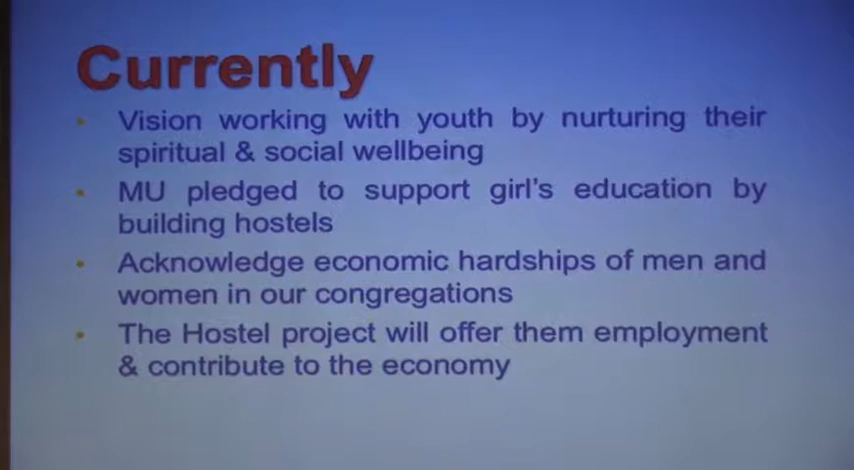 Currently
• Vision working with youth by nurturing their
spiritual & social wellbeing
• MU pledged to support girl's education by
building hostels
• Acknowledge economic hardships of men and
women in our congregations
• The Hostel project will offer them employment
& contribute to the economy